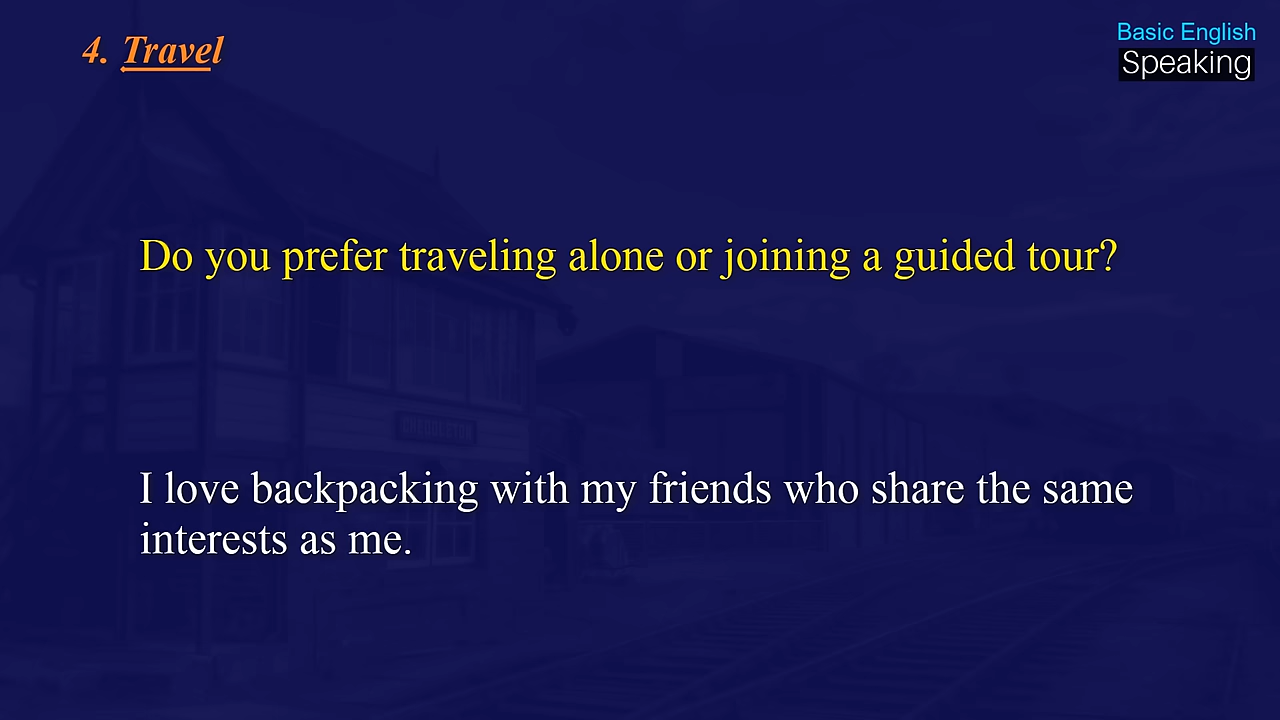 4. Travel
Basic English
Speaking
Do you prefer traveling alone or joining a guided tour?
CHEDDLETON
I love backpacking with my friends who share the same
interests as me.